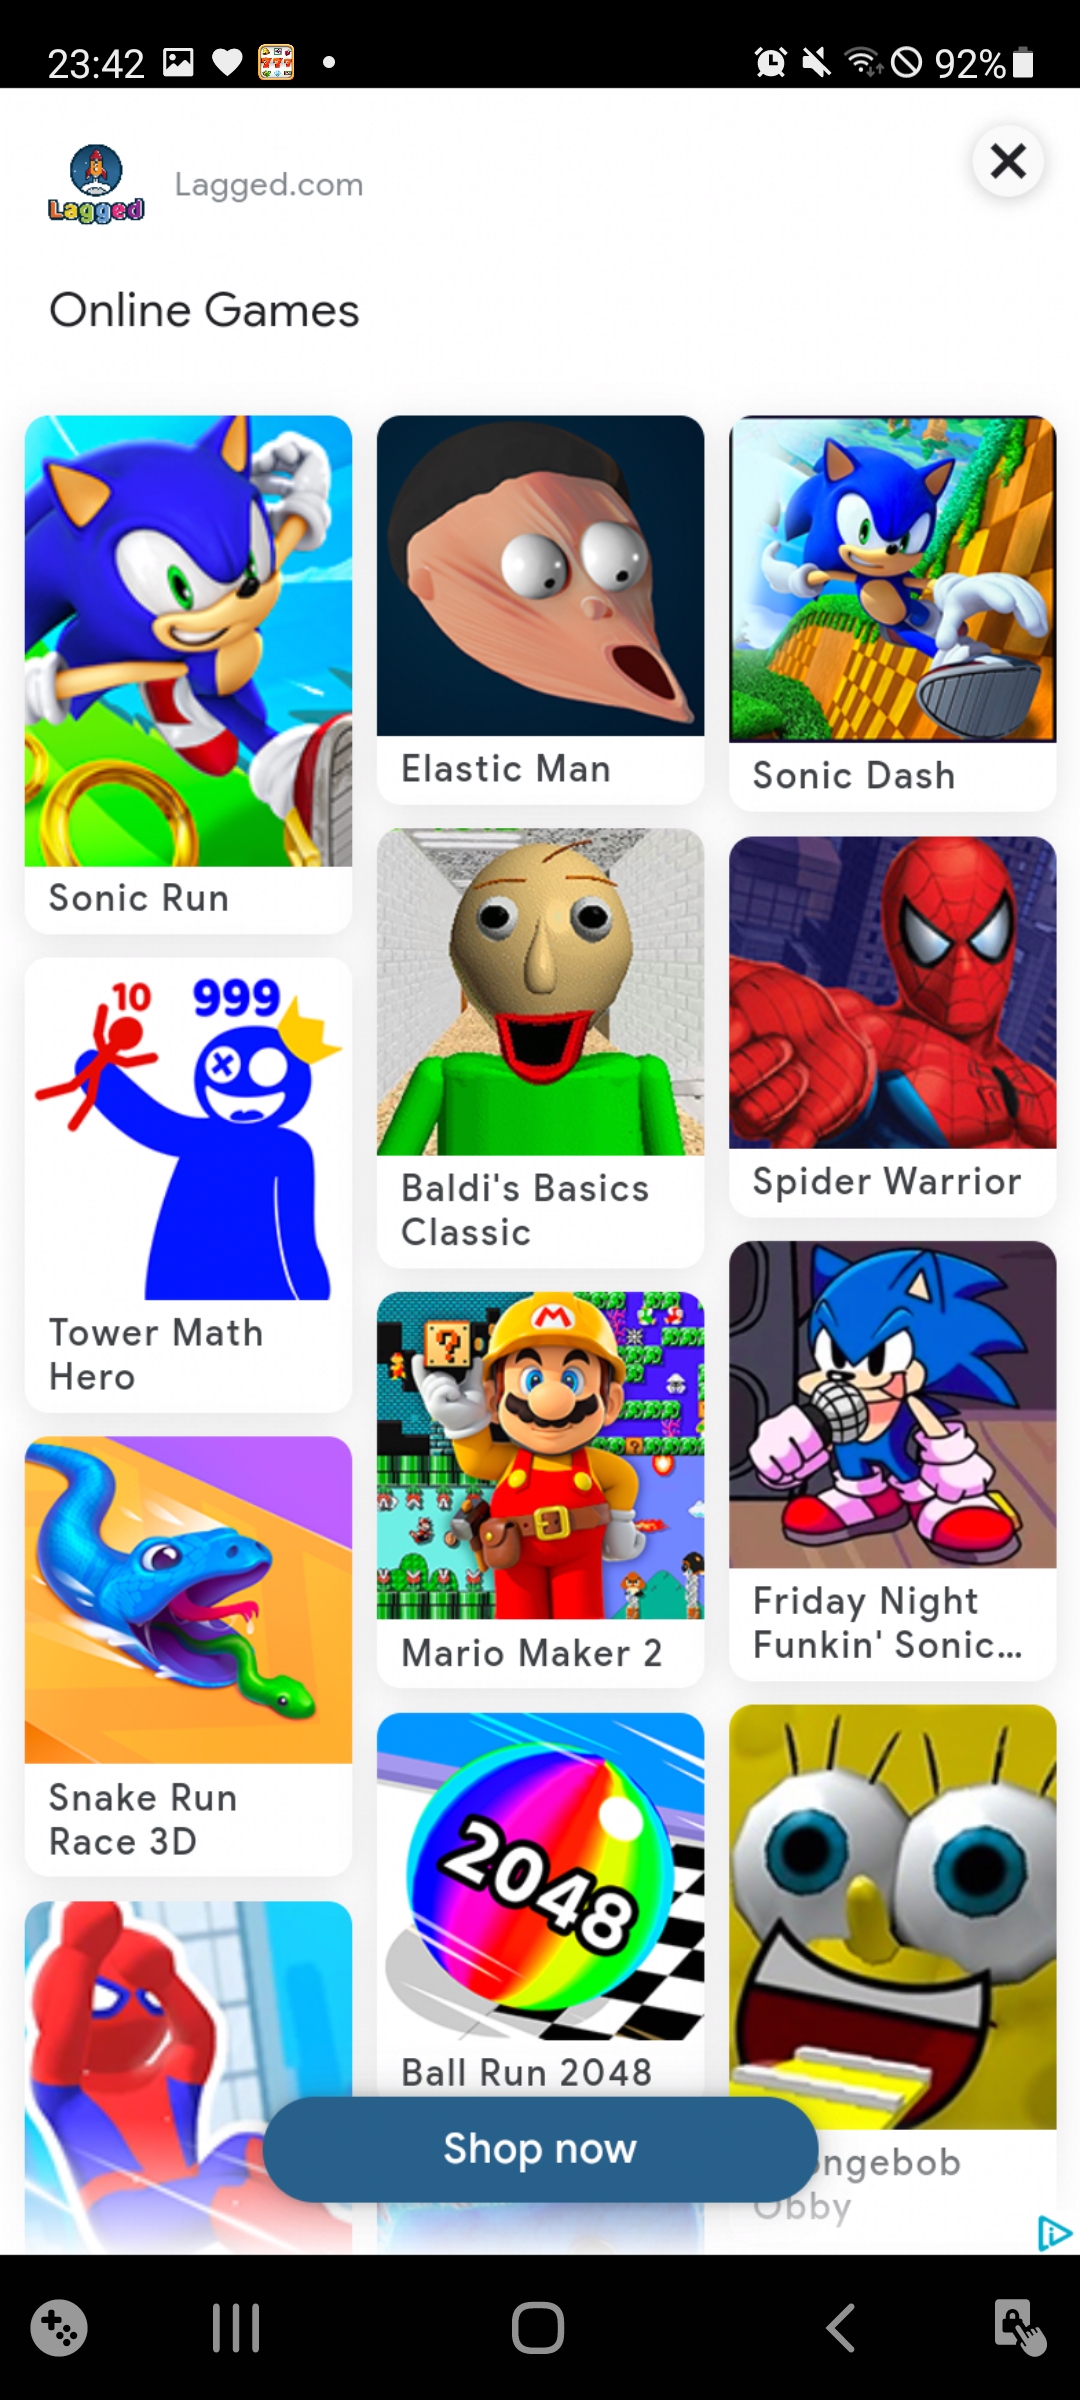 23:42
92%
Lagged
Lagged.com
Online Games
Sonic Run
10
999
Tower Math
Hero
Snake Run
Race 3D
Elastic Man
Baldi's Basics
Classic
M
?
Mario Maker 2
2048
Ball Run 2048
Sonic Dash
Spider Warrior
Friday Night
Funkin' Sonic...
ongebob
Obby
Shop now